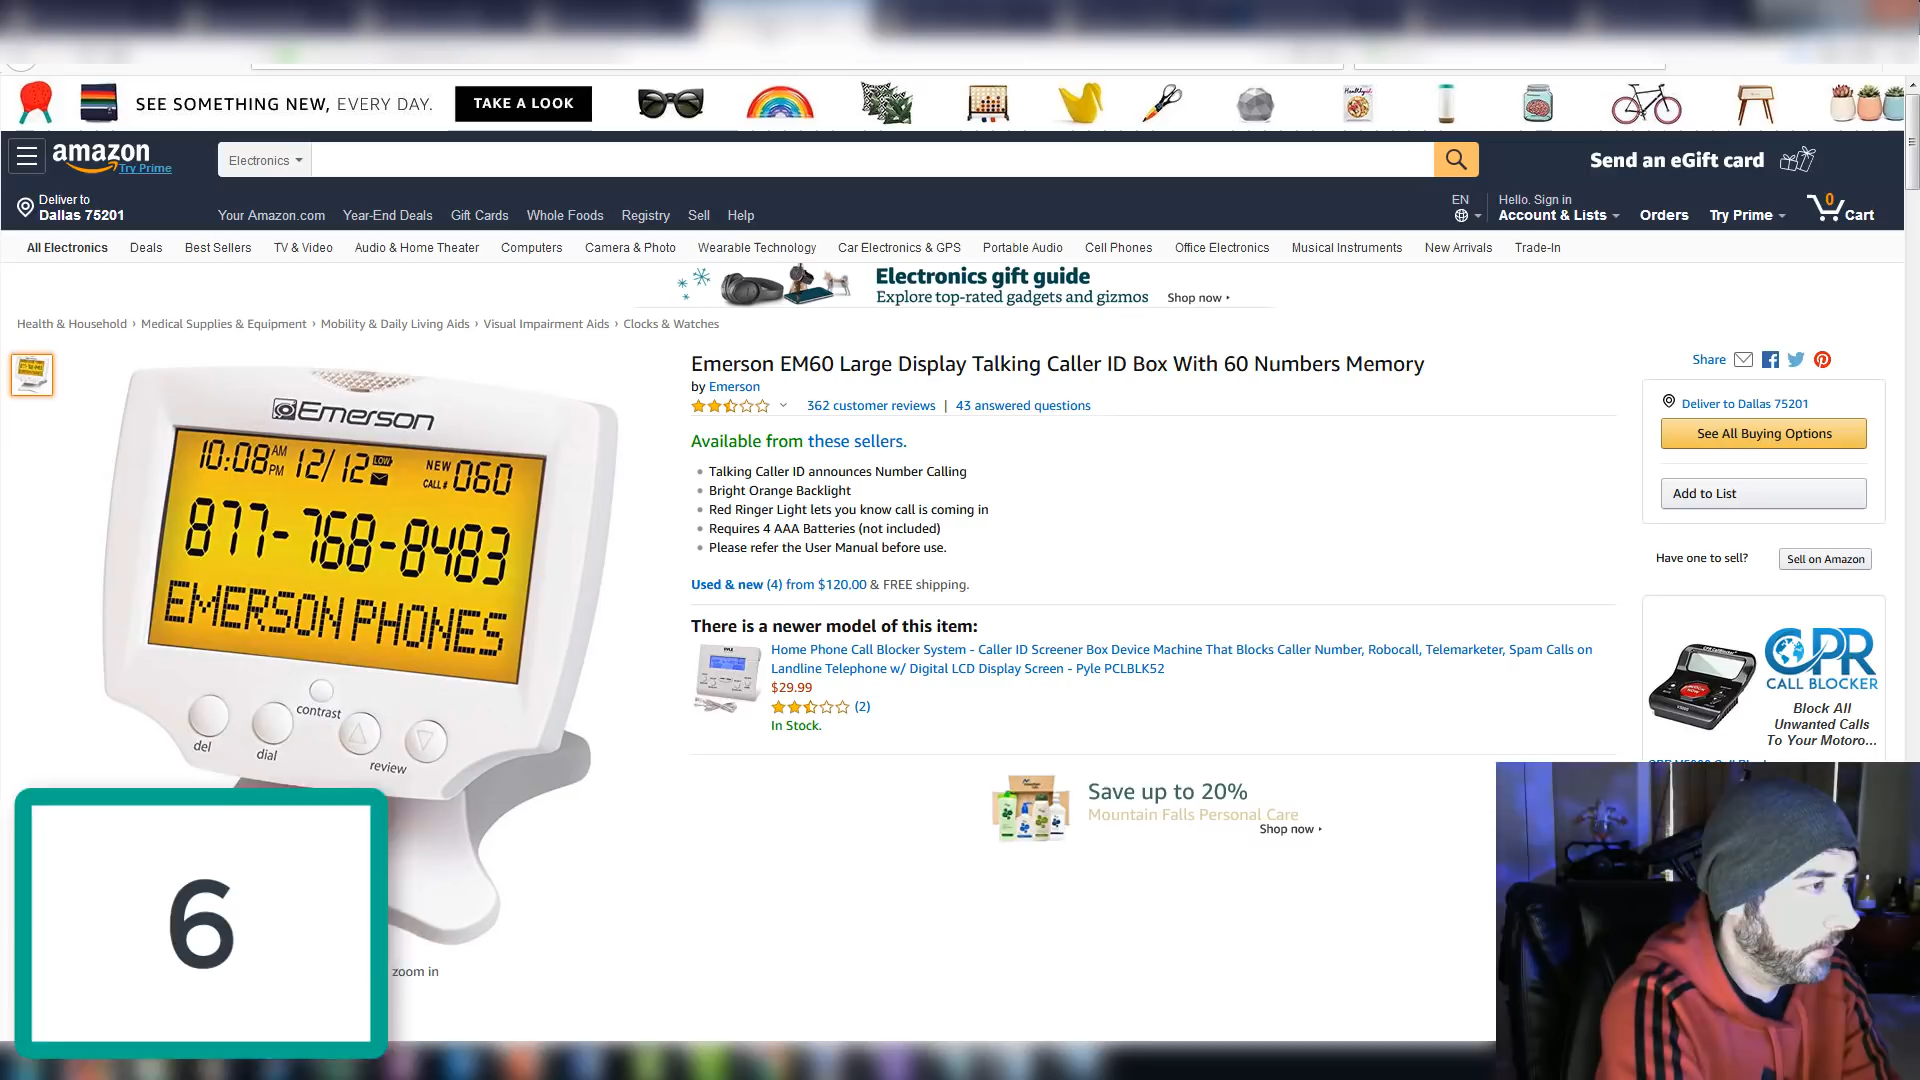 SEE SOMETHING NEW, EVERY DAY.
TAKE A LOOK
amazon
Try Prime
Electronics
Send an eGift card
Deliver to
Dallas 75201
Your Amazon.com
Year-End Deals
Gift Cards
Whole Foods
Registry
Sell
Help
EN
Hello. Sign in
Account & Lists
Orders
Try Prime
0
Cart
All Electronics
Deals
Best Sellers
TV & Video
Audio & Home Theater
Computers
Camera & Photo
Wearable Technology
Car Electronics & GPS
Portable Audio
Cell Phones
Office Electronics
Musical Instruments
New Arrivals
Trade-In
Electronics gift guide
Explore top-rated gadgets and gizmos
Shop now
Health & Household › Medical Supplies & Equipment › Mobility & Daily Living Aids › Visual Impairment Aids › Clocks & Watches
Emerson
10:08 AM PM 12/12 LOW NEW CALL# 060
877-768-8483
EMERSON PHONES
contrast
del
dial
review
zoom in
6
Emerson EM60 Large Display Talking Caller ID Box With 60 Numbers Memory
by Emerson
362 customer reviews | 43 answered questions
Available from these sellers.
Talking Caller ID announces Number Calling
Bright Orange Backlight
Red Ringer Light lets you know call is coming in
Requires 4 AAA Batteries (not included)
Please refer the User Manual before use.
Used & new (4) from $120.00 & FREE shipping.
There is a newer model of this item:
Home Phone Call Blocker System - Caller ID Screener Box Device Machine That Blocks Caller Number, Robocall, Telemarketer, Spam Calls on
Landline Telephone w/ Digital LCD Display Screen - Pyle PCLBLK52
$29.99
(2)
In Stock.
Save up to 20%
Mountain Falls Personal Care
Shop now
Share
Deliver to Dallas 75201
See All Buying Options
Add to List
Have one to sell?
Sell on Amazon
CPR
CALL BLOCKER
Block All
Unwanted Calls
To Your Motoro...